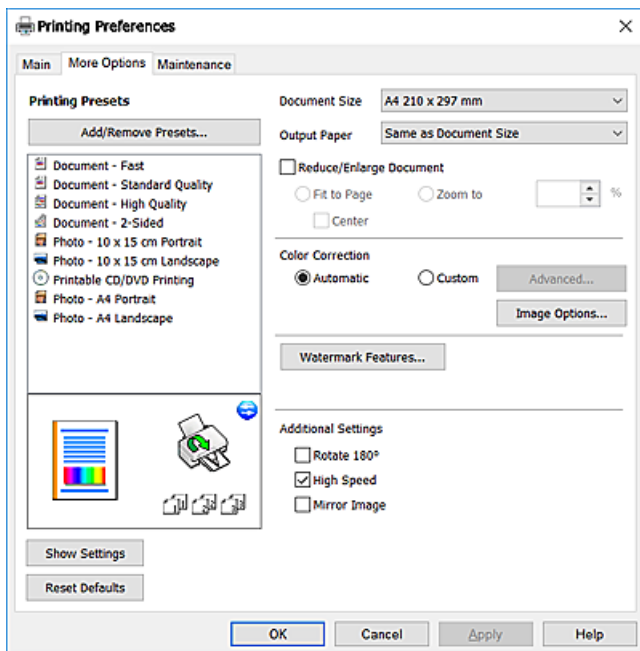 Printing Preferences
Main More Options Maintenance
Printing Presets
Add/Remove Presets...
Document - Fast
Document - Standard Quality
Document - High Quality
Document - 2-Sided
Photo - 10 x 15 cm Portrait
Photo - 10 x 15 cm Landscape
Printable CD/DVD Printing
Photo - A4 Portrait
Photo - A4 Landscape
Show Settings
Reset Defaults
Document Size A4 210 x 297 mm
Output Paper Same as Document Size
Reduce/Enlarge Document
Fit to Page Zoom to %
Center
Color Correction
Automatic Custom Advanced...
Image Options...
Watermark Features...
Additional Settings
Rotate 180°
High Speed
Mirror Image
OK Cancel Apply Help